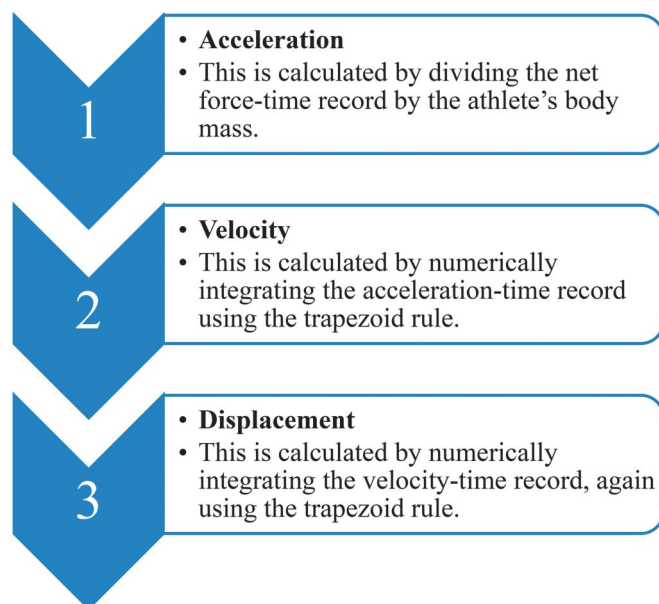 1
• Acceleration
• This is calculated by dividing the net
force-time record by the athlete’s body
mass.
2
• Velocity
• This is calculated by numerically
integrating the acceleration-time record
using the trapezoid rule.
3
• Displacement
• This is calculated by numerically
integrating the velocity-time record, again
using the trapezoid rule.